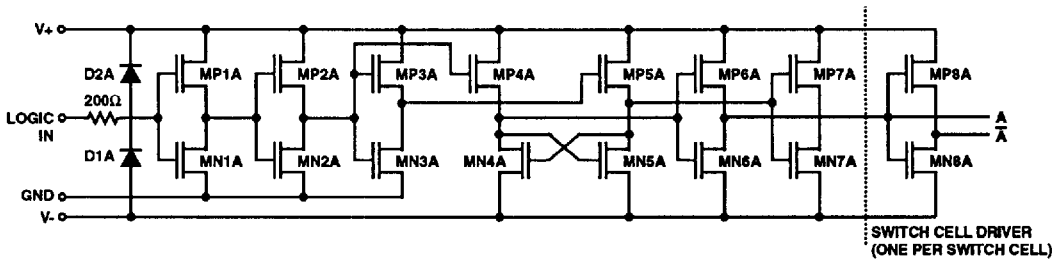 V+
D2A
200Ω
LOGIC
IN
D1A
GND
V-
MP1A
MN1A
MP2A
MN2A
MP3A
MN3A
MP4A
MN4A
MP5A
MN5A
MP6A
MN6A
MP7A
MN7A
MP8A
MN8A
A
A̅
SWITCH CELL DRIVER
(ONE PER SWITCH CELL)